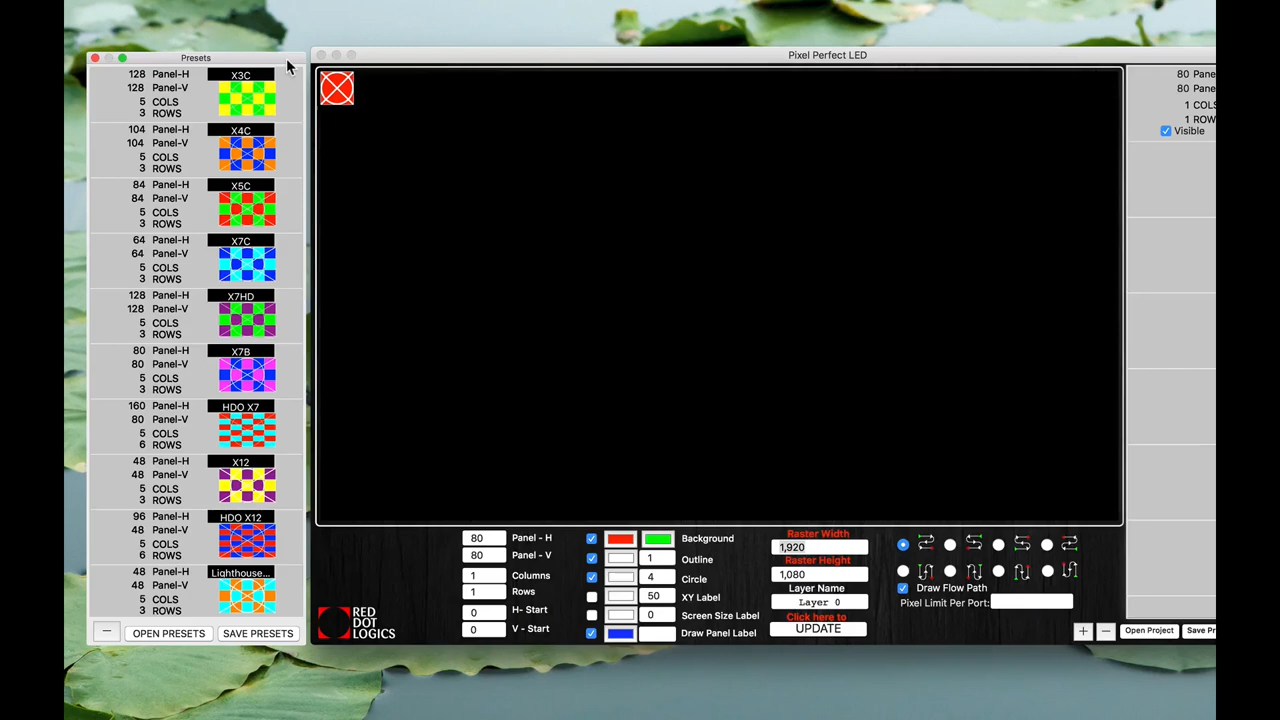 Presets
128 Panel-H X3C
128 Panel-V
5 COLS
3 ROWS
104 Panel-H X4C
104 Panel-V
5 COLS
3 ROWS
84 Panel-H X5C
84 Panel-V
5 COLS
3 ROWS
64 Panel-H X7C
64 Panel-V
5 COLS
3 ROWS
128 Panel-H X7HD
128 Panel-V
5 COLS
3 ROWS
80 Panel-H X7B
80 Panel-V
5 COLS
3 ROWS
160 Panel-H HDO X7
80 Panel-V
5 COLS
6 ROWS
48 Panel-H X12
48 Panel-V
5 COLS
3 ROWS
96 Panel-H HDO X12
48 Panel-V
5 COLS
6 ROWS
48 Panel-H Lighthouse...
48 Panel-V
5 COLS
3 ROWS
− OPEN PRESETS SAVE PRESETS
Pixel Perfect LED
80 Pane
80 Pane
1 COLS
1 ROW
Visible
RED
DOT
LOGICS
80 Panel - H
80 Panel - V
1 Columns
1 Rows
0 H- Start
0 V - Start
Background
1 Outline
4 Circle
50 XY Label
0 Screen Size Label
Draw Panel Label
Raster Width
1,920
Raster Height
1,080
Layer Name
Layer 0
Click here to
UPDATE
Draw Flow Path
Pixel Limit Per Port:
+ − Open Project Save Pr